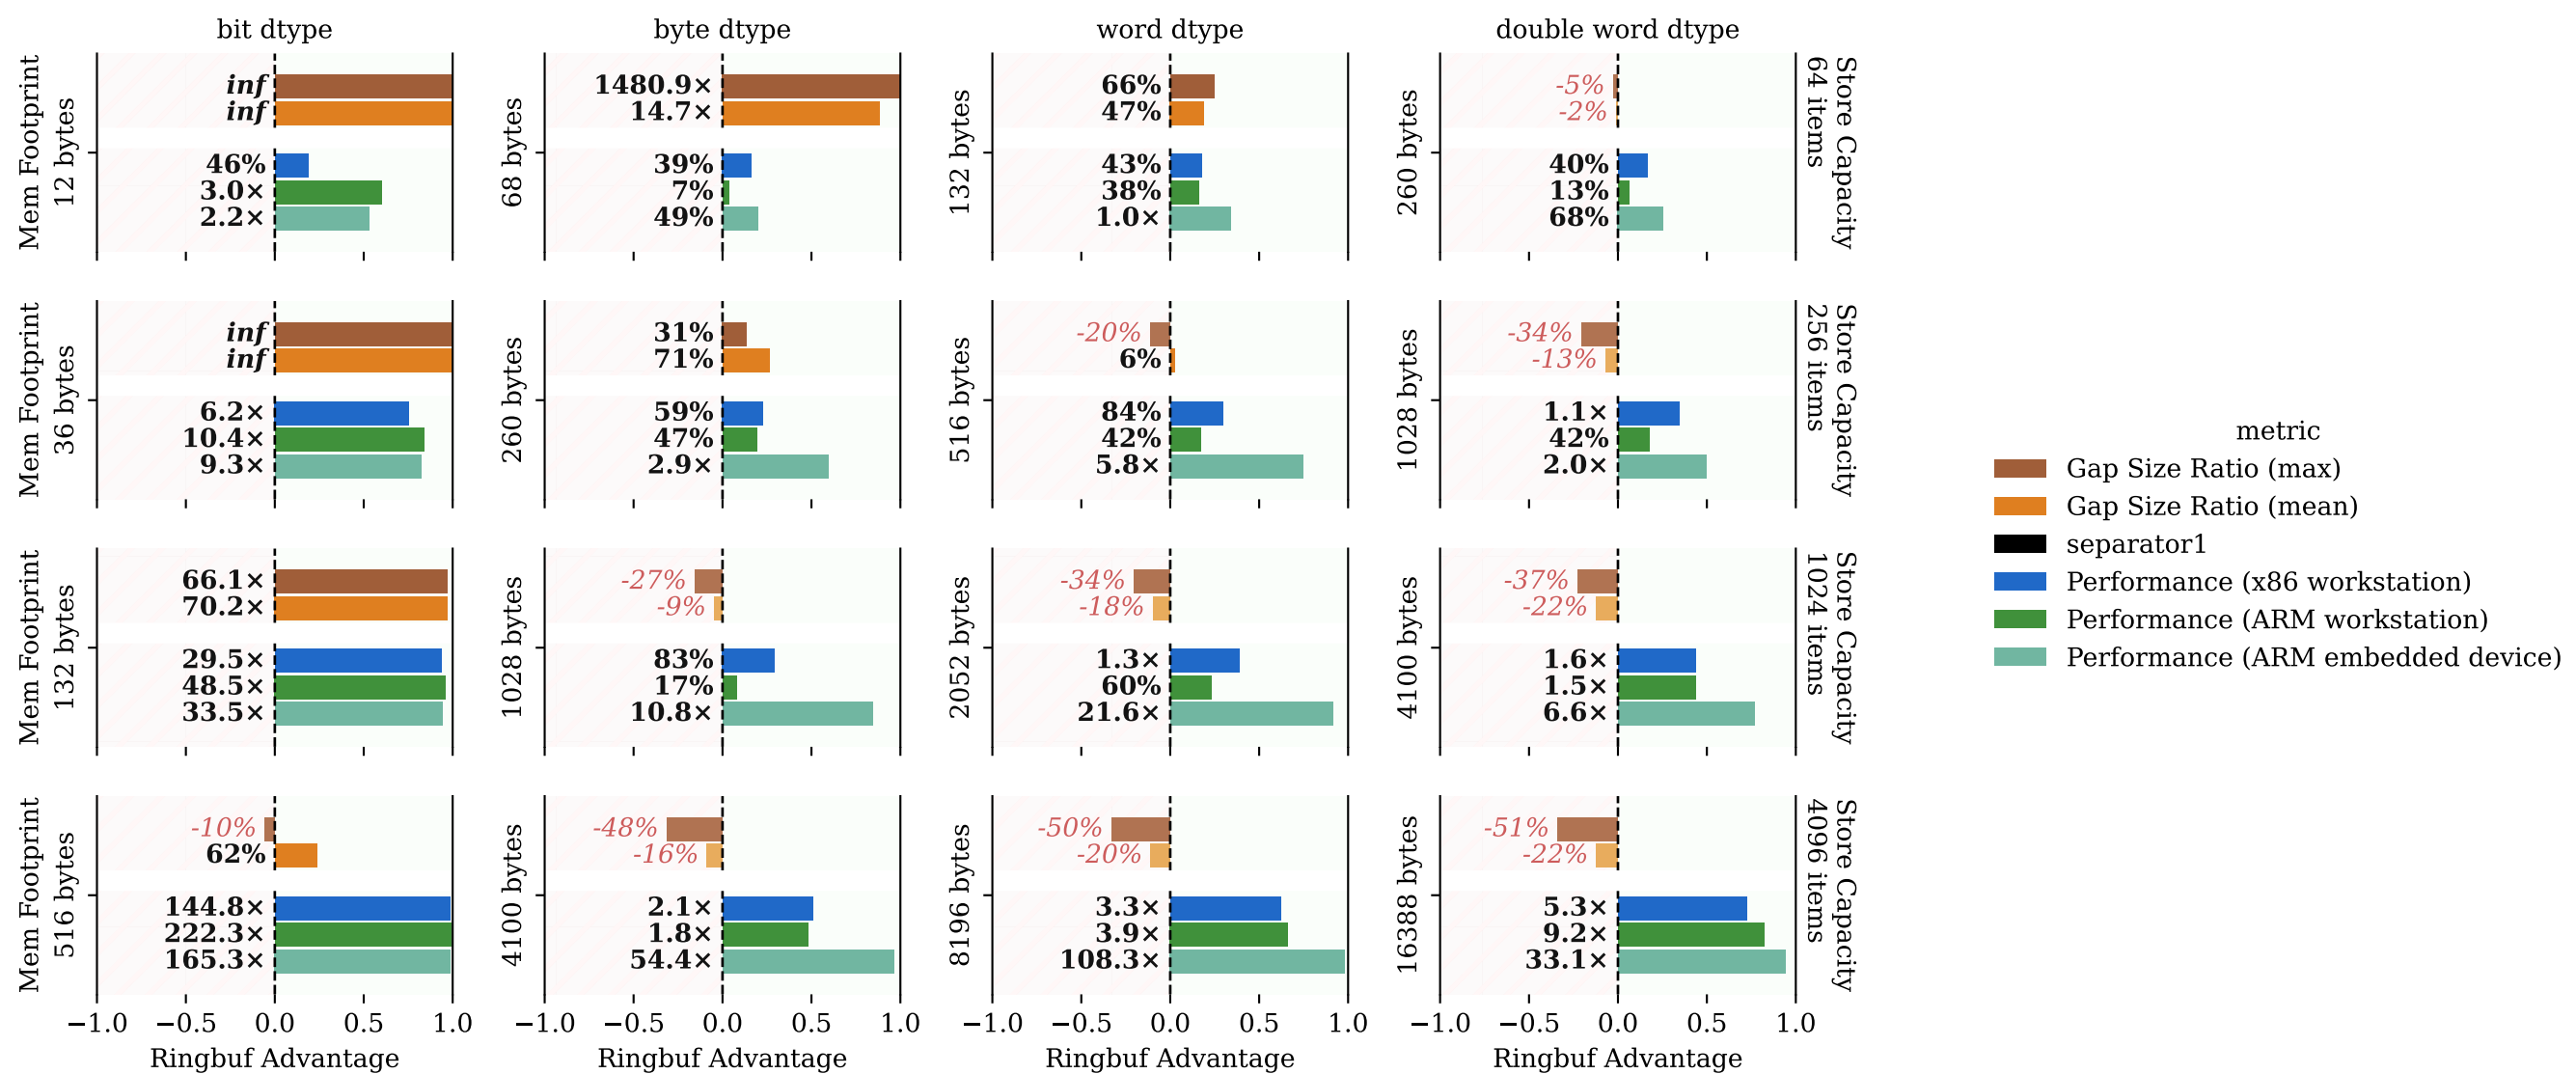 bit dtype
byte dtype
word dtype
double word dtype
Mem Footprint
12 bytes
inf
inf
46%
3.0×
2.2×
68 bytes
1480.9×
14.7×
39%
7%
49%
132 bytes
66%
47%
43%
38%
1.0×
260 bytes
-5%
-2%
40%
13%
68%
Store Capacity
64 items
Mem Footprint
36 bytes
inf
inf
6.2×
10.4×
9.3×
260 bytes
31%
71%
59%
47%
2.9×
516 bytes
-20%
6%
84%
42%
5.8×
1028 bytes
-34%
-13%
1.1×
42%
2.0×
Store Capacity
256 items
Mem Footprint
132 bytes
66.1×
70.2×
29.5×
48.5×
33.5×
1028 bytes
-27%
-9%
83%
17%
10.8×
2052 bytes
-34%
-18%
1.3×
60%
21.6×
4100 bytes
-37%
-22%
1.6×
1.5×
6.6×
Store Capacity
1024 items
Mem Footprint
516 bytes
-10%
62%
144.8×
222.3×
165.3×
4100 bytes
-48%
-16%
2.1×
1.8×
54.4×
8196 bytes
-50%
-20%
3.3×
3.9×
108.3×
16388 bytes
-51%
-22%
5.3×
9.2×
33.1×
Store Capacity
4096 items
−1.0 −0.5 0.0 0.5 1.0
Ringbuf Advantage
−1.0 −0.5 0.0 0.5 1.0
Ringbuf Advantage
−1.0 −0.5 0.0 0.5 1.0
Ringbuf Advantage
−1.0 −0.5 0.0 0.5 1.0
Ringbuf Advantage
metric
Gap Size Ratio (max)
Gap Size Ratio (mean)
separator1
Performance (x86 workstation)
Performance (ARM workstation)
Performance (ARM embedded device)